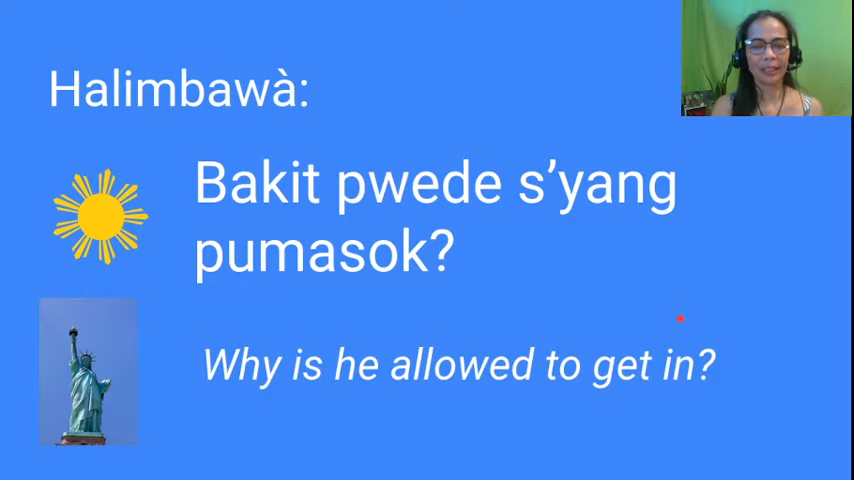 Halimbawà:
Bakit pwede s’yang
pumasok?
Why is he allowed to get in?